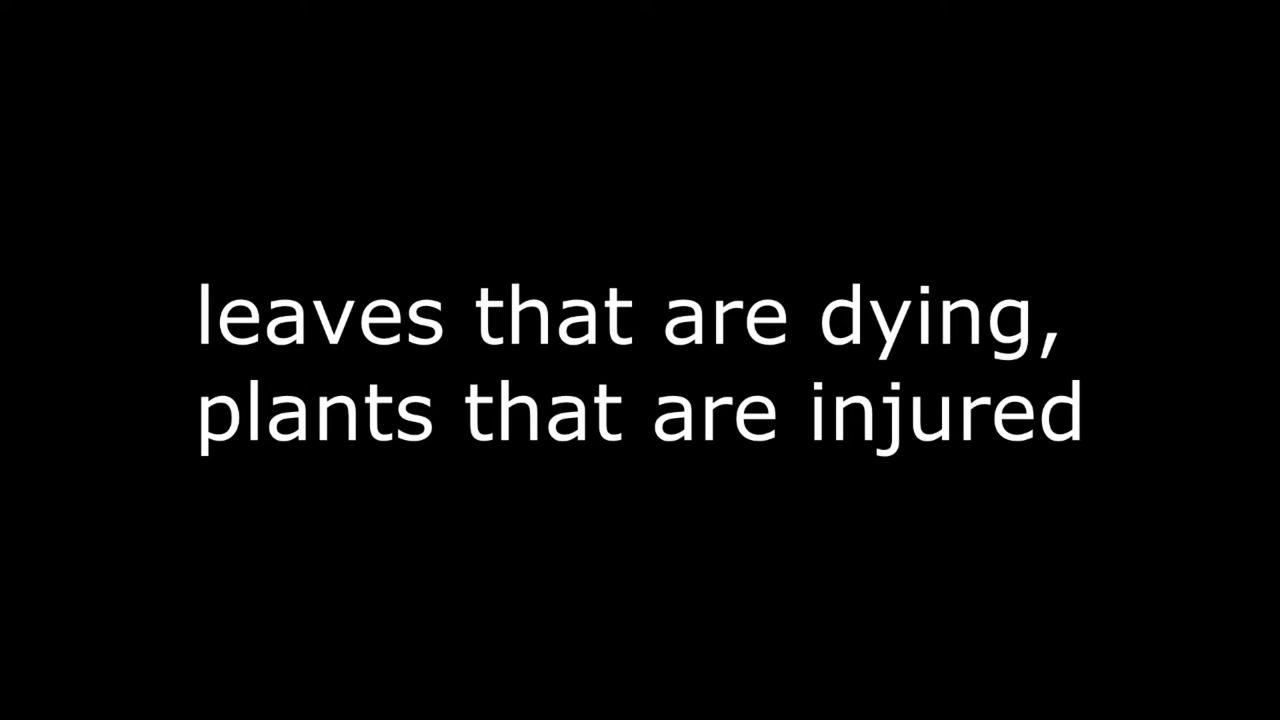 leaves that are dying,
plants that are injured